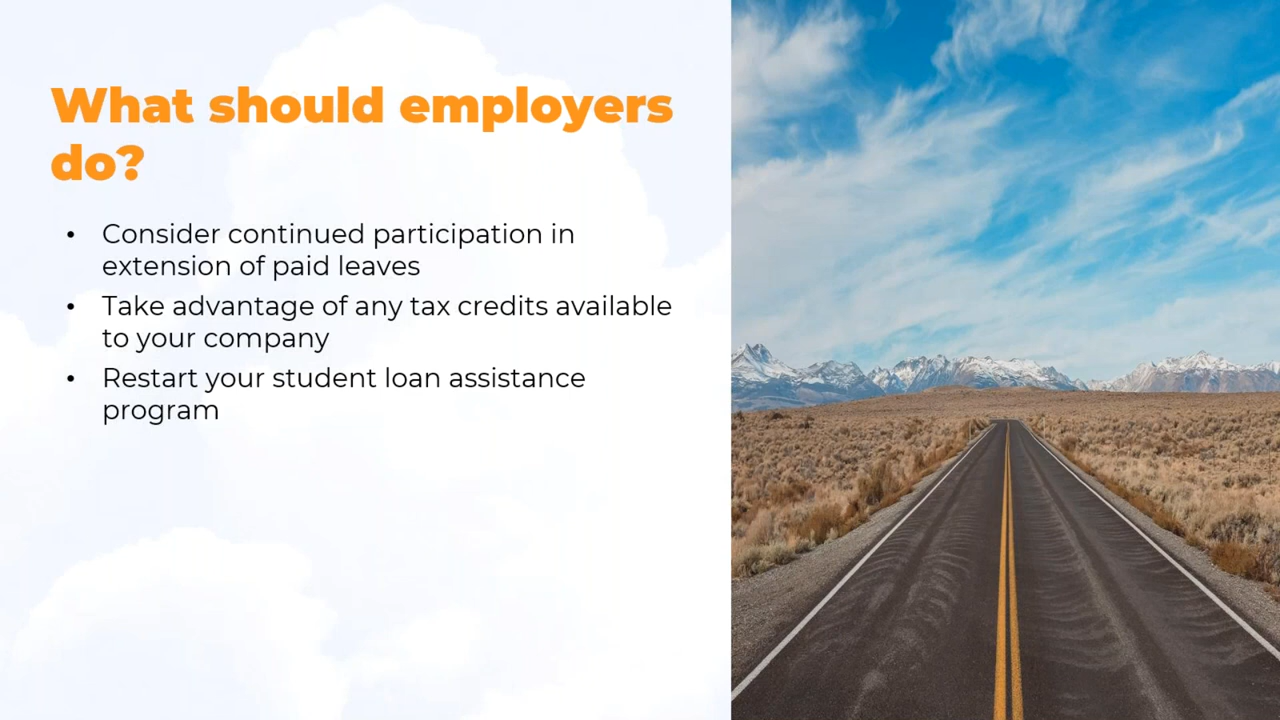 What should employers
do?
• Consider continued participation in
extension of paid leaves
• Take advantage of any tax credits available
to your company
• Restart your student loan assistance
program